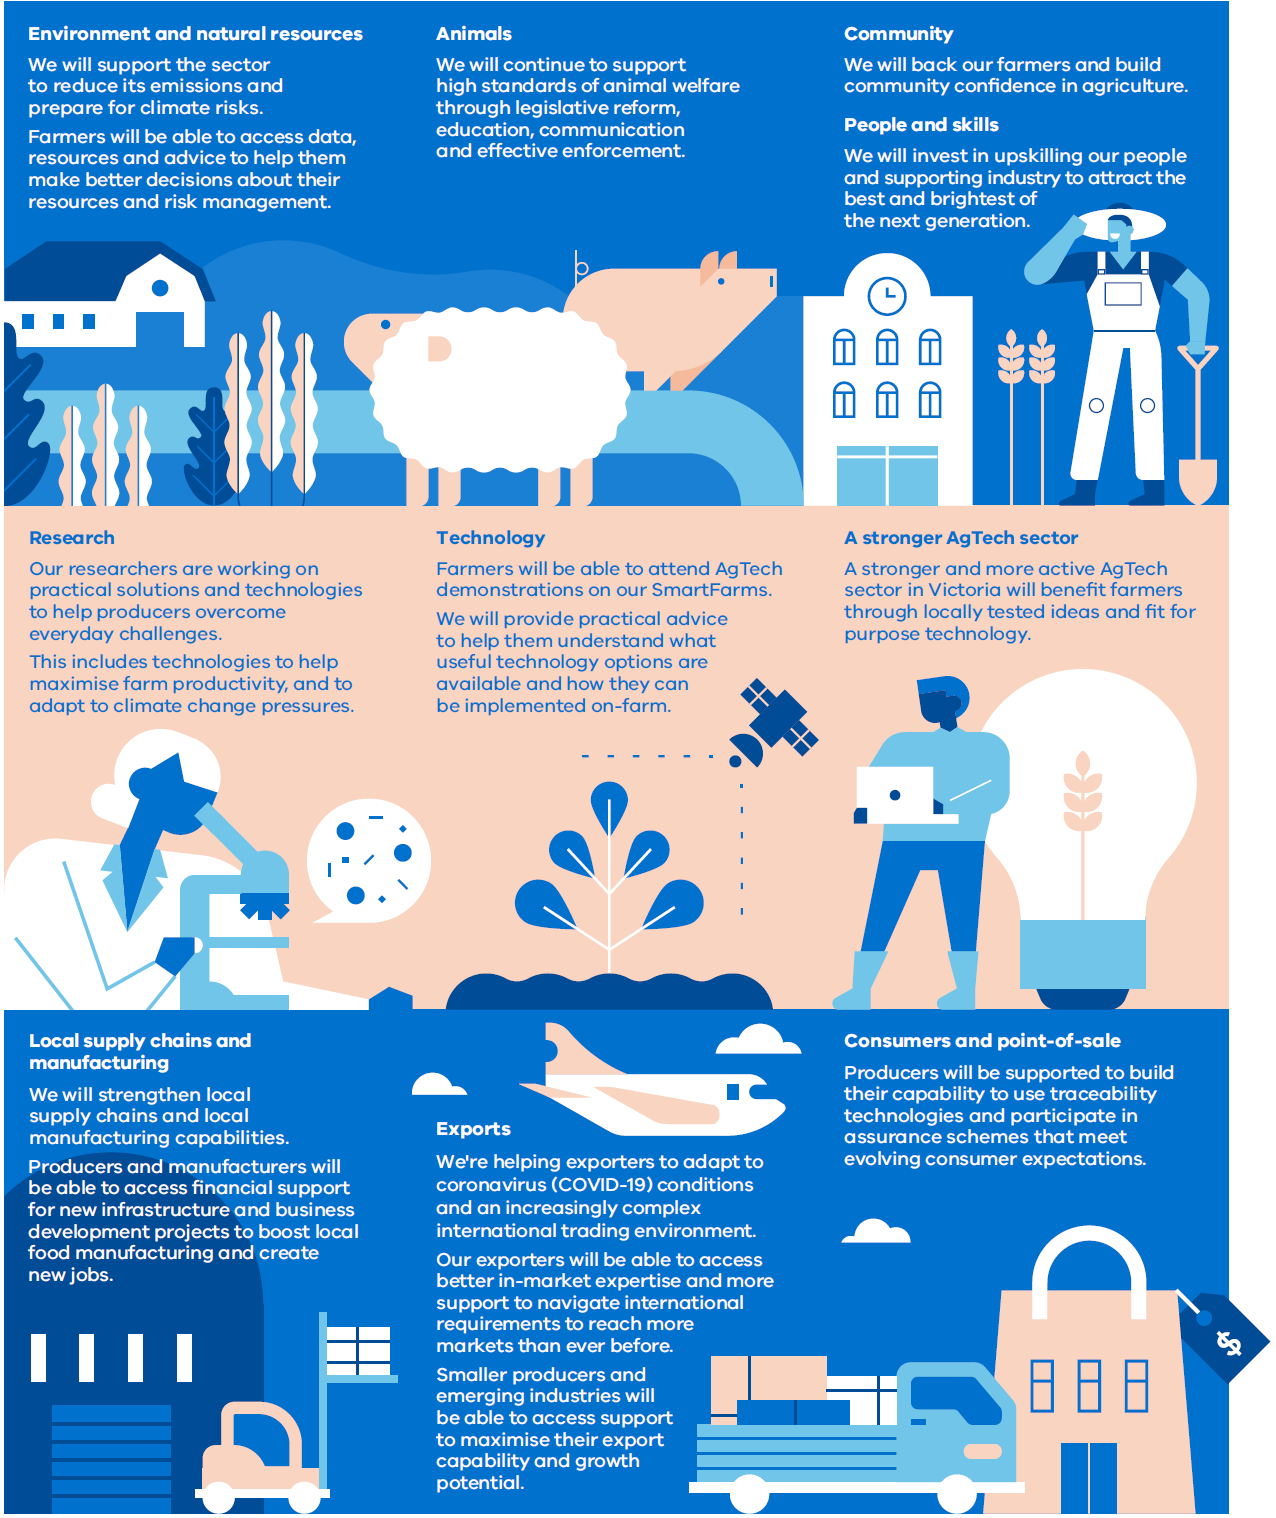 Environment and natural resources
We will support the sector
to reduce its emissions and
prepare for climate risks.
Farmers will be able to access data,
resources and advice to help them
make better decisions about their
resources and risk management.
Animals
We will continue to support
high standards of animal welfare
through legislative reform,
education, communication
and effective enforcement.
Community
We will back our farmers and build
community confidence in agriculture.
People and skills
We will invest in upskilling our people
and supporting industry to attract the
best and brightest of
the next generation.
Research
Our researchers are working on
practical solutions and technologies
to help producers overcome
everyday challenges.
This includes technologies to help
maximise farm productivity, and to
adapt to climate change pressures.
Technology
Farmers will be able to attend AgTech
demonstrations on our SmartFarms.
We will provide practical advice
to help them understand what
useful technology options are
available and how they can
be implemented on-farm.
A stronger AgTech sector
A stronger and more active AgTech
sector in Victoria will benefit farmers
through locally tested ideas and fit for
purpose technology.
Local supply chains and
manufacturing
We will strengthen local
supply chains and local
manufacturing capabilities.
Producers and manufacturers will
be able to access financial support
for new infrastructure and business
development projects to boost local
food manufacturing and create
new jobs.
Exports
We're helping exporters to adapt to
coronavirus (COVID-19) conditions
and an increasingly complex
international trading environment.
Our exporters will be able to access
better in-market expertise and more
support to navigate international
requirements to reach more
markets than ever before.
Smaller producers and
emerging industries will
be able to access support
to maximise their export
capability and growth
potential.
Consumers and point-of-sale
Producers will be supported to build
their capability to use traceability
technologies and participate in
assurance schemes that meet
evolving consumer expectations.
$